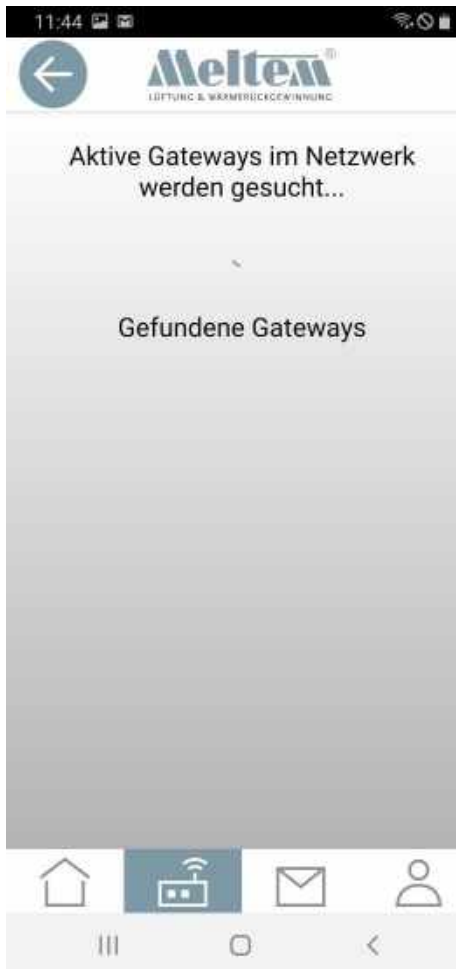 11:44
Meltem®
LÜFTUNG & WÄRMERÜCKGEWINNUNG
Aktive Gateways im Netzwerk
werden gesucht...
Gefundene Gateways